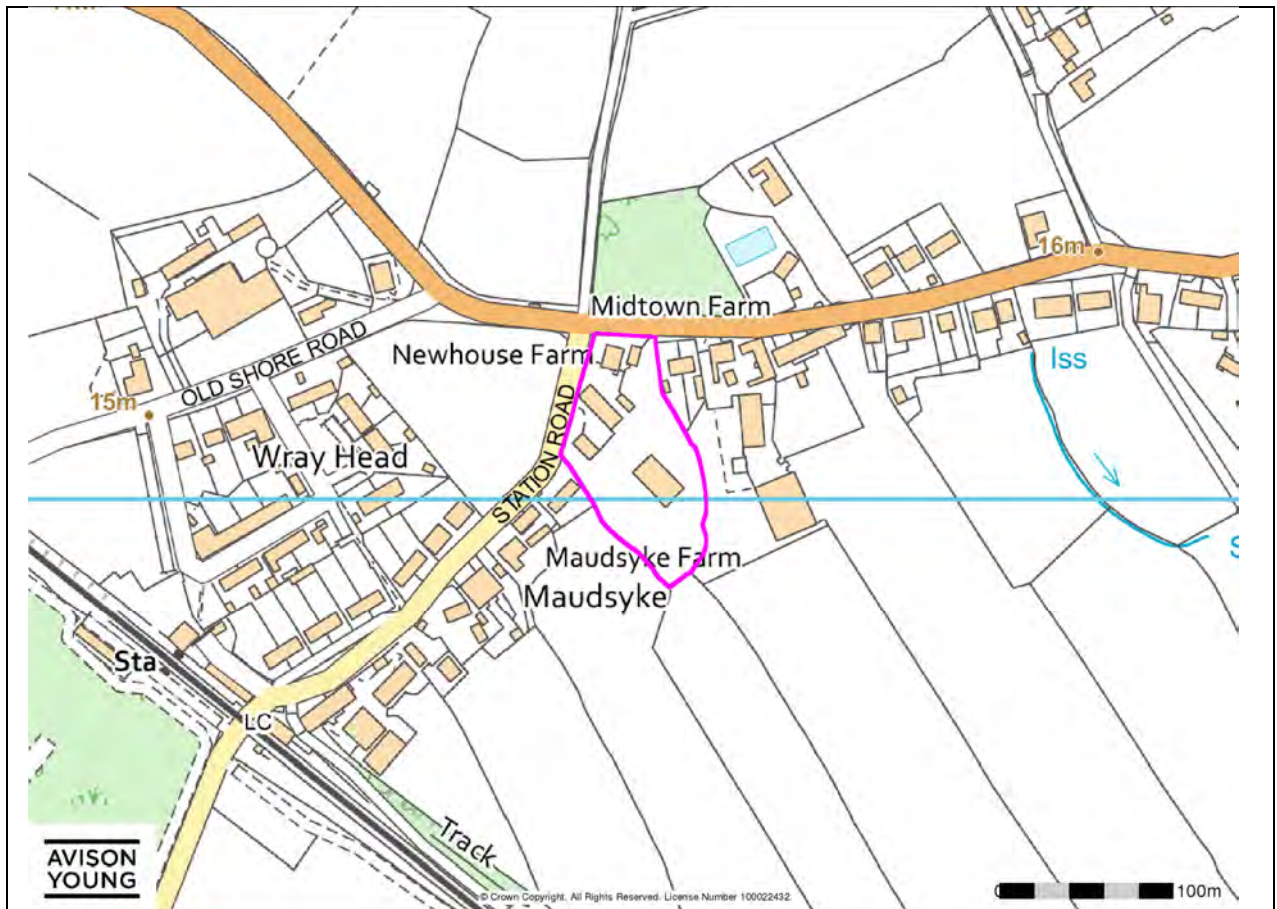 16m
Midtown Farm
Newhouse Farm
Iss
OLD SHORE ROAD
15m
STATION ROAD
Wray Head
S
Maudsyke Farm
Maudsyke
Sta
LC
Track
AVISON
YOUNG
© Crown Copyright. All Rights Reserved. License Number 100022432
100m